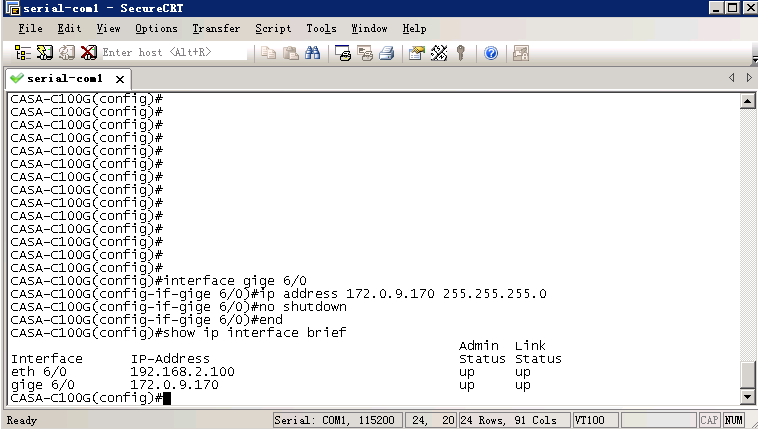 serial-com1 - SecureCRT
File Edit View Options Transfer Script Tools Window Help
Enter host <Alt+R>
serial-com1
CASA-C100G(config)#
CASA-C100G(config)#
CASA-C100G(config)#
CASA-C100G(config)#
CASA-C100G(config)#
CASA-C100G(config)#
CASA-C100G(config)#
CASA-C100G(config)#
CASA-C100G(config)#
CASA-C100G(config)#
CASA-C100G(config)#
CASA-C100G(config)#
CASA-C100G(config)#
CASA-C100G(config)#
CASA-C100G(config)#interface gige 6/0
CASA-C100G(config-if-gige 6/0)#ip address 172.0.9.170 255.255.255.0
CASA-C100G(config-if-gige 6/0)#no shutdown
CASA-C100G(config-if-gige 6/0)#end
CASA-C100G(config)#show ip interface brief
Admin Link
Interface IP-Address Status Status
eth 6/0 192.168.2.100 up up
gige 6/0 172.0.9.170 up up
CASA-C100G(config)#
Ready Serial: COM1, 115200 24, 20 24 Rows, 91 Cols VT100 CAP NUM